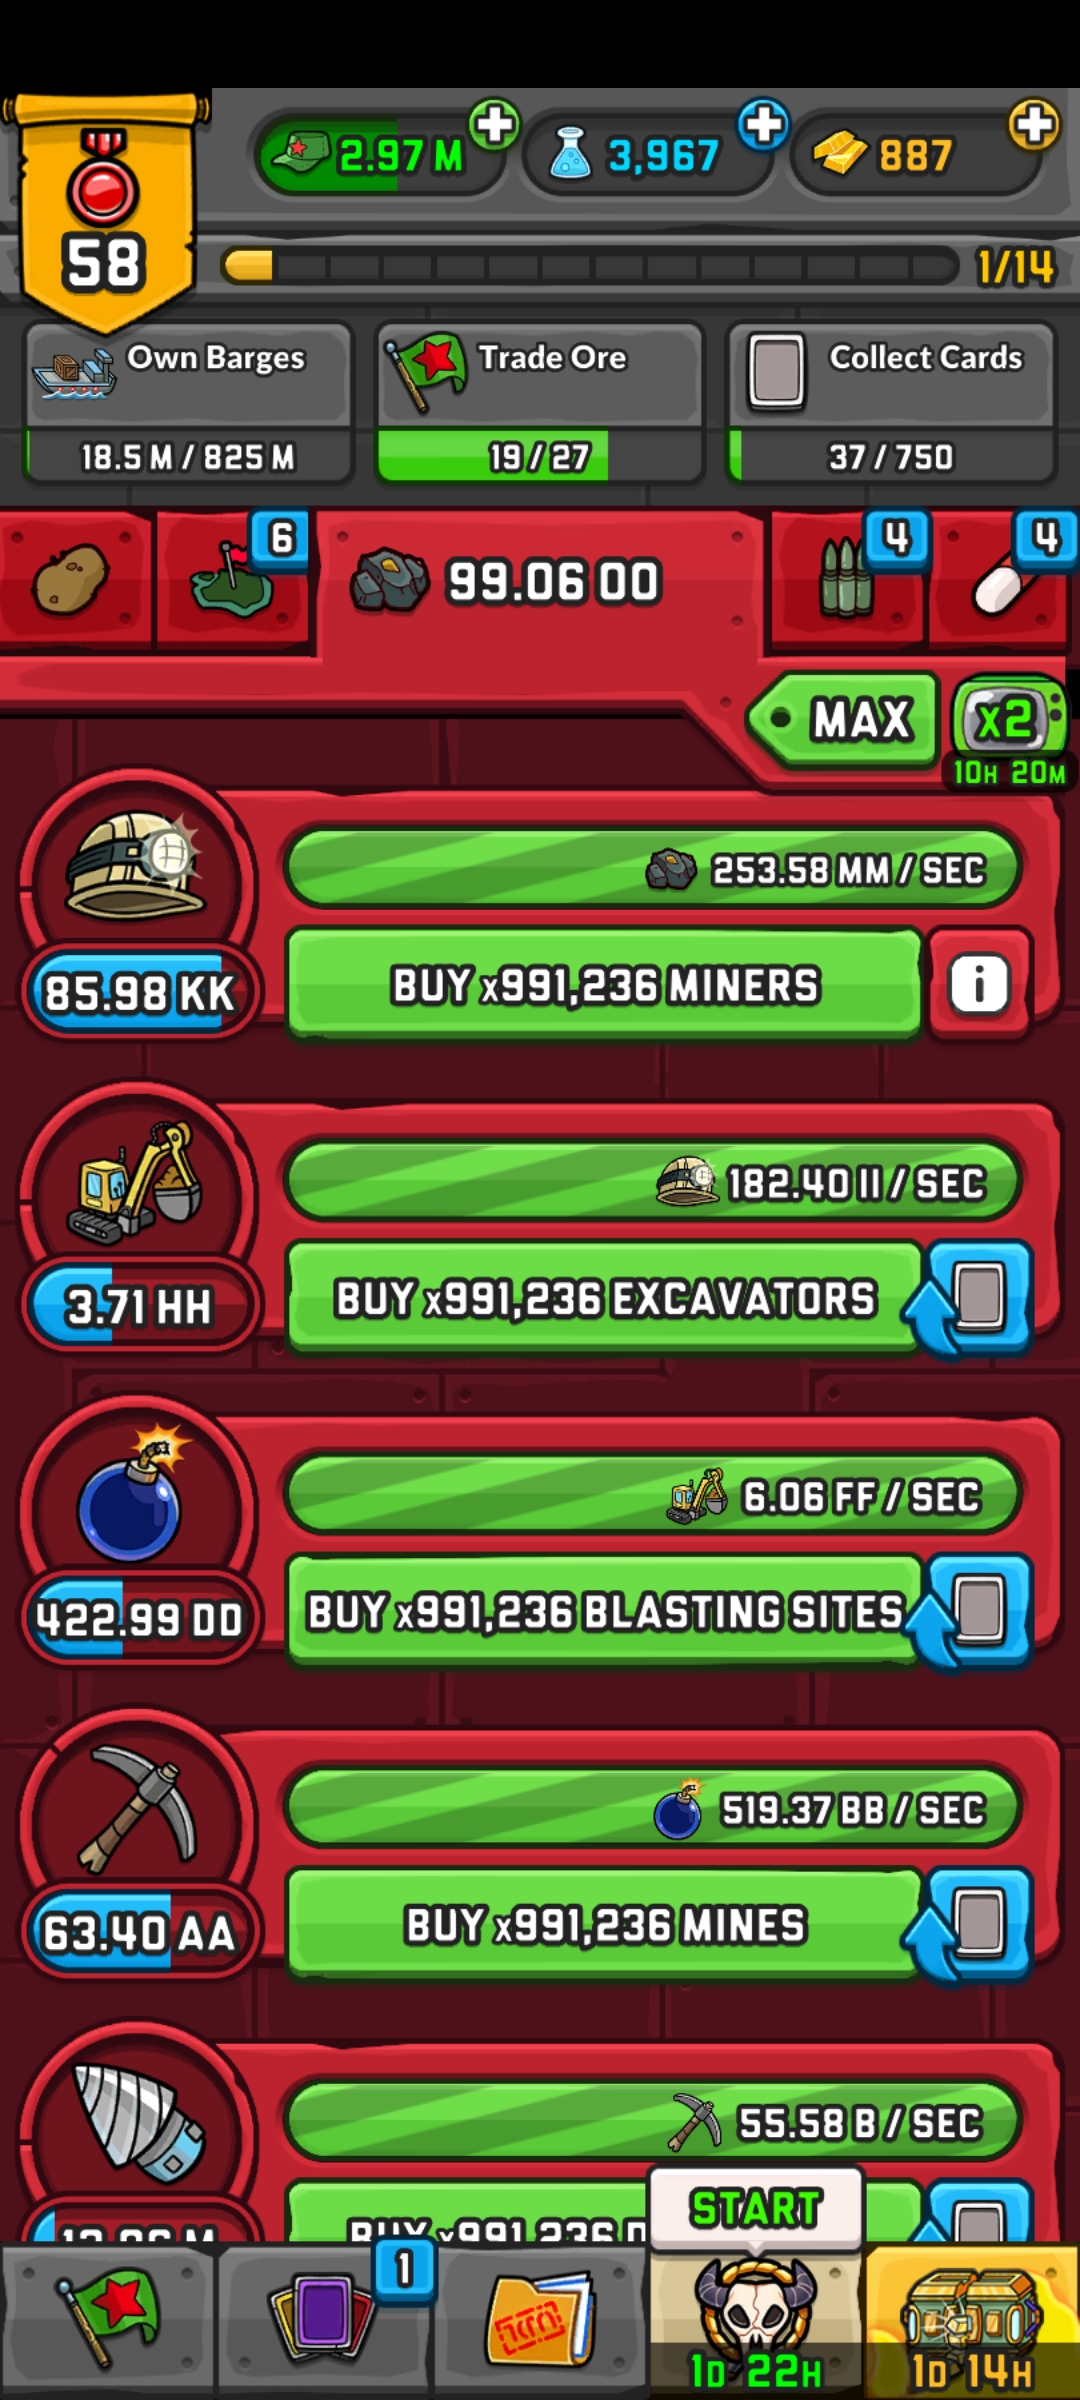 2.97 M
3,967
887
58
1/14
Own Barges
Trade Ore
Collect Cards
18.5 M / 825 M
19 / 27
37 / 750
6
99.06 OO
4
4
MAX
x2
10H 20M
253.58 MM / SEC
85.98 KK
BUY x991,236 MINERS
i
182.40 II / SEC
3.71 HH
BUY x991,236 EXCAVATORS
6.06 FF / SEC
422.99 DD
BUY x991,236 BLASTING SITES
519.37 BB / SEC
63.40 AA
BUY x991,236 MINES
55.58 B / SEC
BUY x991,236
START
1
1D 22H
1D 14H